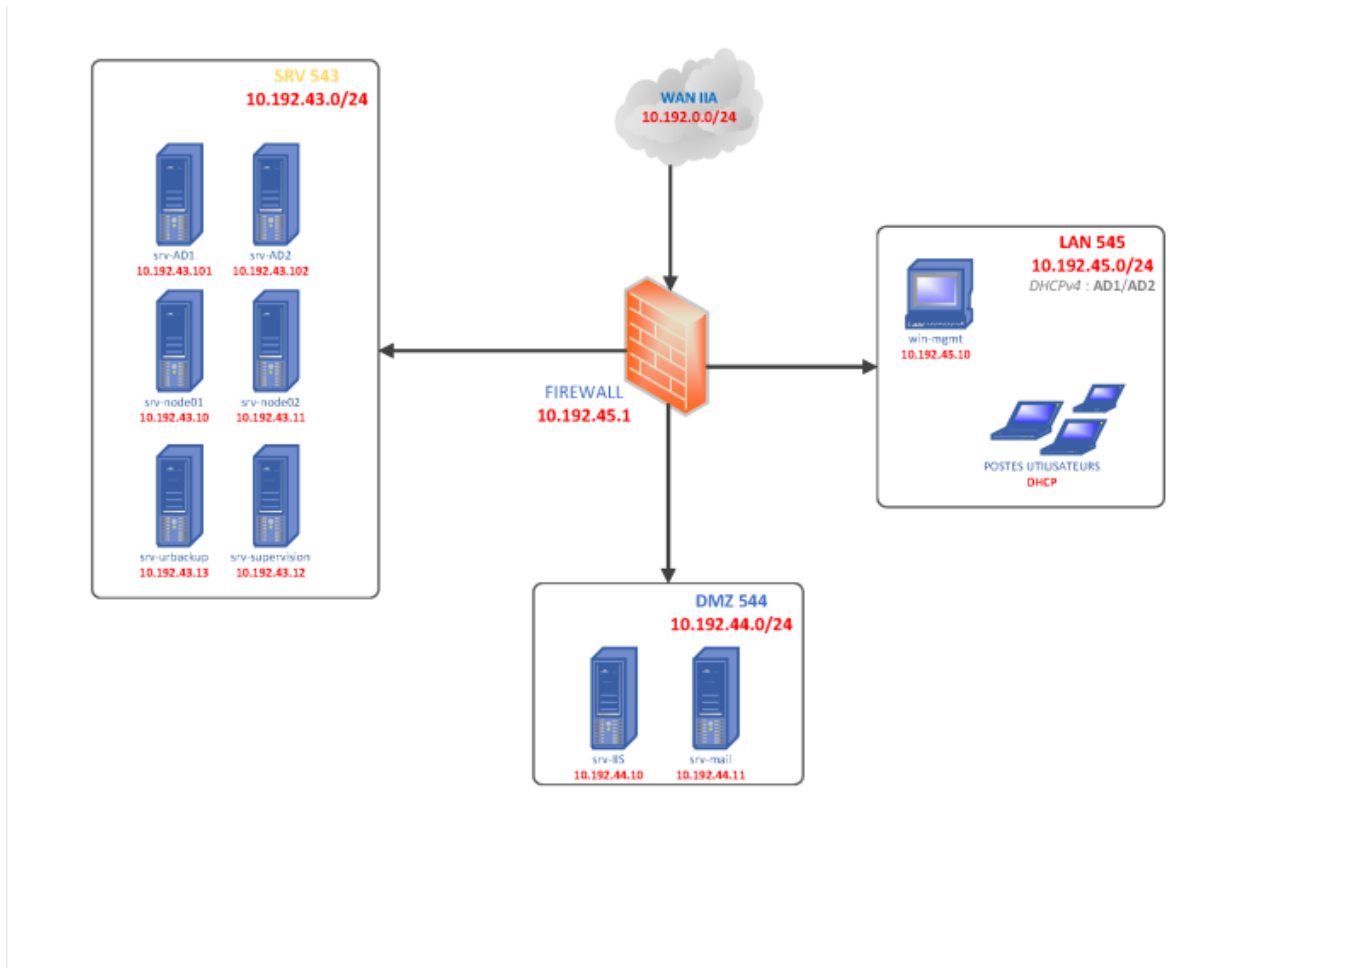 SRV 543
10.192.43.0/24
srv-AD1
10.192.43.101
srv-AD2
10.192.43.102
srv-node01
10.192.43.10
srv-node02
10.192.43.11
srv-urbackup
10.192.43.13
srv-supervision
10.192.43.12
WAN IIA
10.192.0.0/24
FIREWALL
10.192.45.1
LAN 545
10.192.45.0/24
DHCPv4 : AD1/AD2
win-mgmt
10.192.45.10
POSTES UTILISATEURS
DHCP
DMZ 544
10.192.44.0/24
srv-IIS
10.192.44.10
srv-mail
10.192.44.11